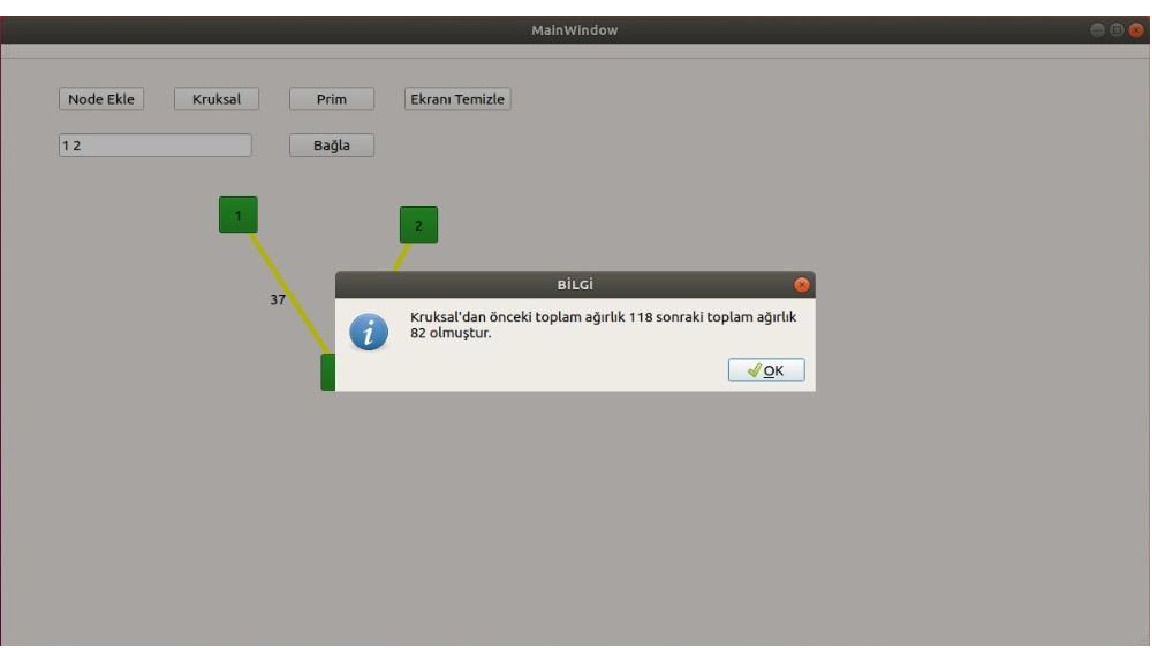 MainWindow
Node Ekle Kruksal Prim Ekranı Temizle
1 2 Bağla
1
2
BİLGİ
37
Kruksal'dan önceki toplam ağırlık 118 sonraki toplam ağırlık
82 olmuştur.
OK